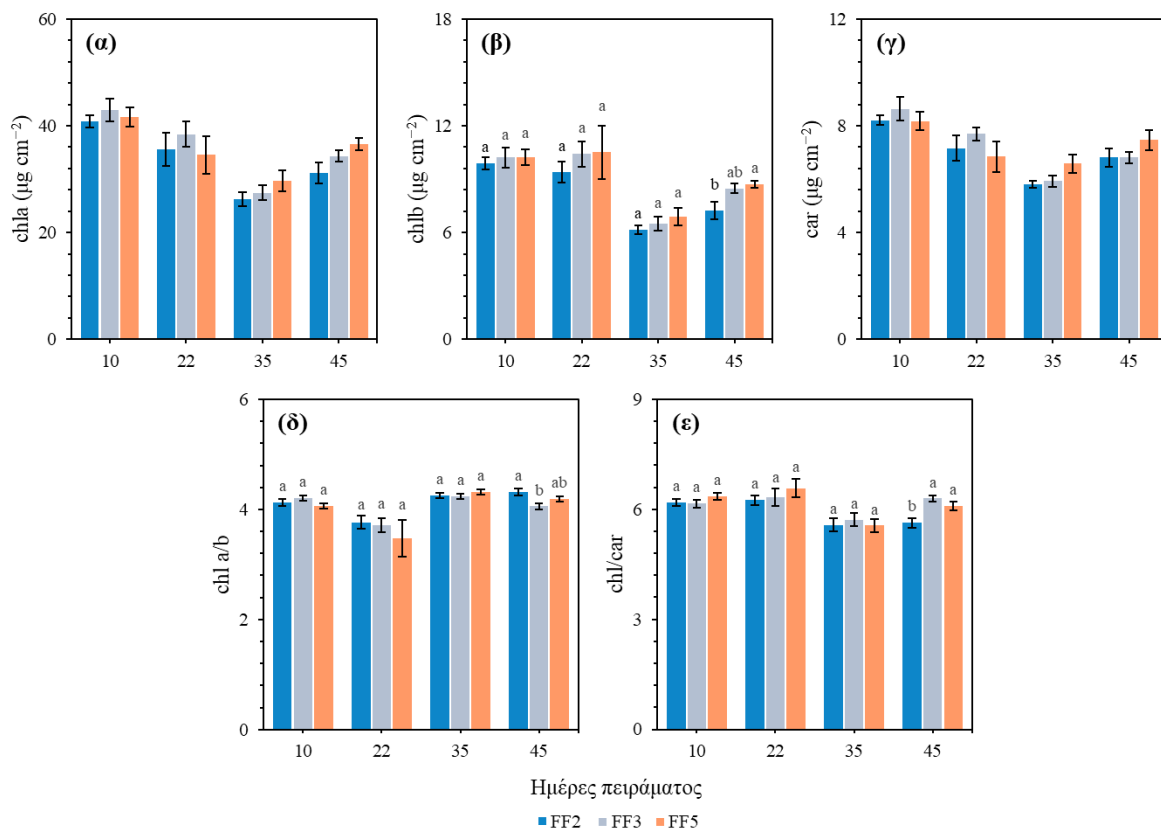 (α)
chla (μg cm−2)
60
40
20
0
10 22 35 45
(β)
chlb (μg cm−2)
18
12
6
0
a a a a a a a a a b ab a
10 22 35 45
(γ)
car (μg cm−2)
12
8
4
0
10 22 35 45
(δ)
chl a/b
6
4
2
0
a a a a a a a a a a b ab
10 22 35 45
(ε)
chl/car
9
6
3
0
a a a a a a a a a b a a
10 22 35 45
Ημέρες πειράματος
FF2 FF3 FF5